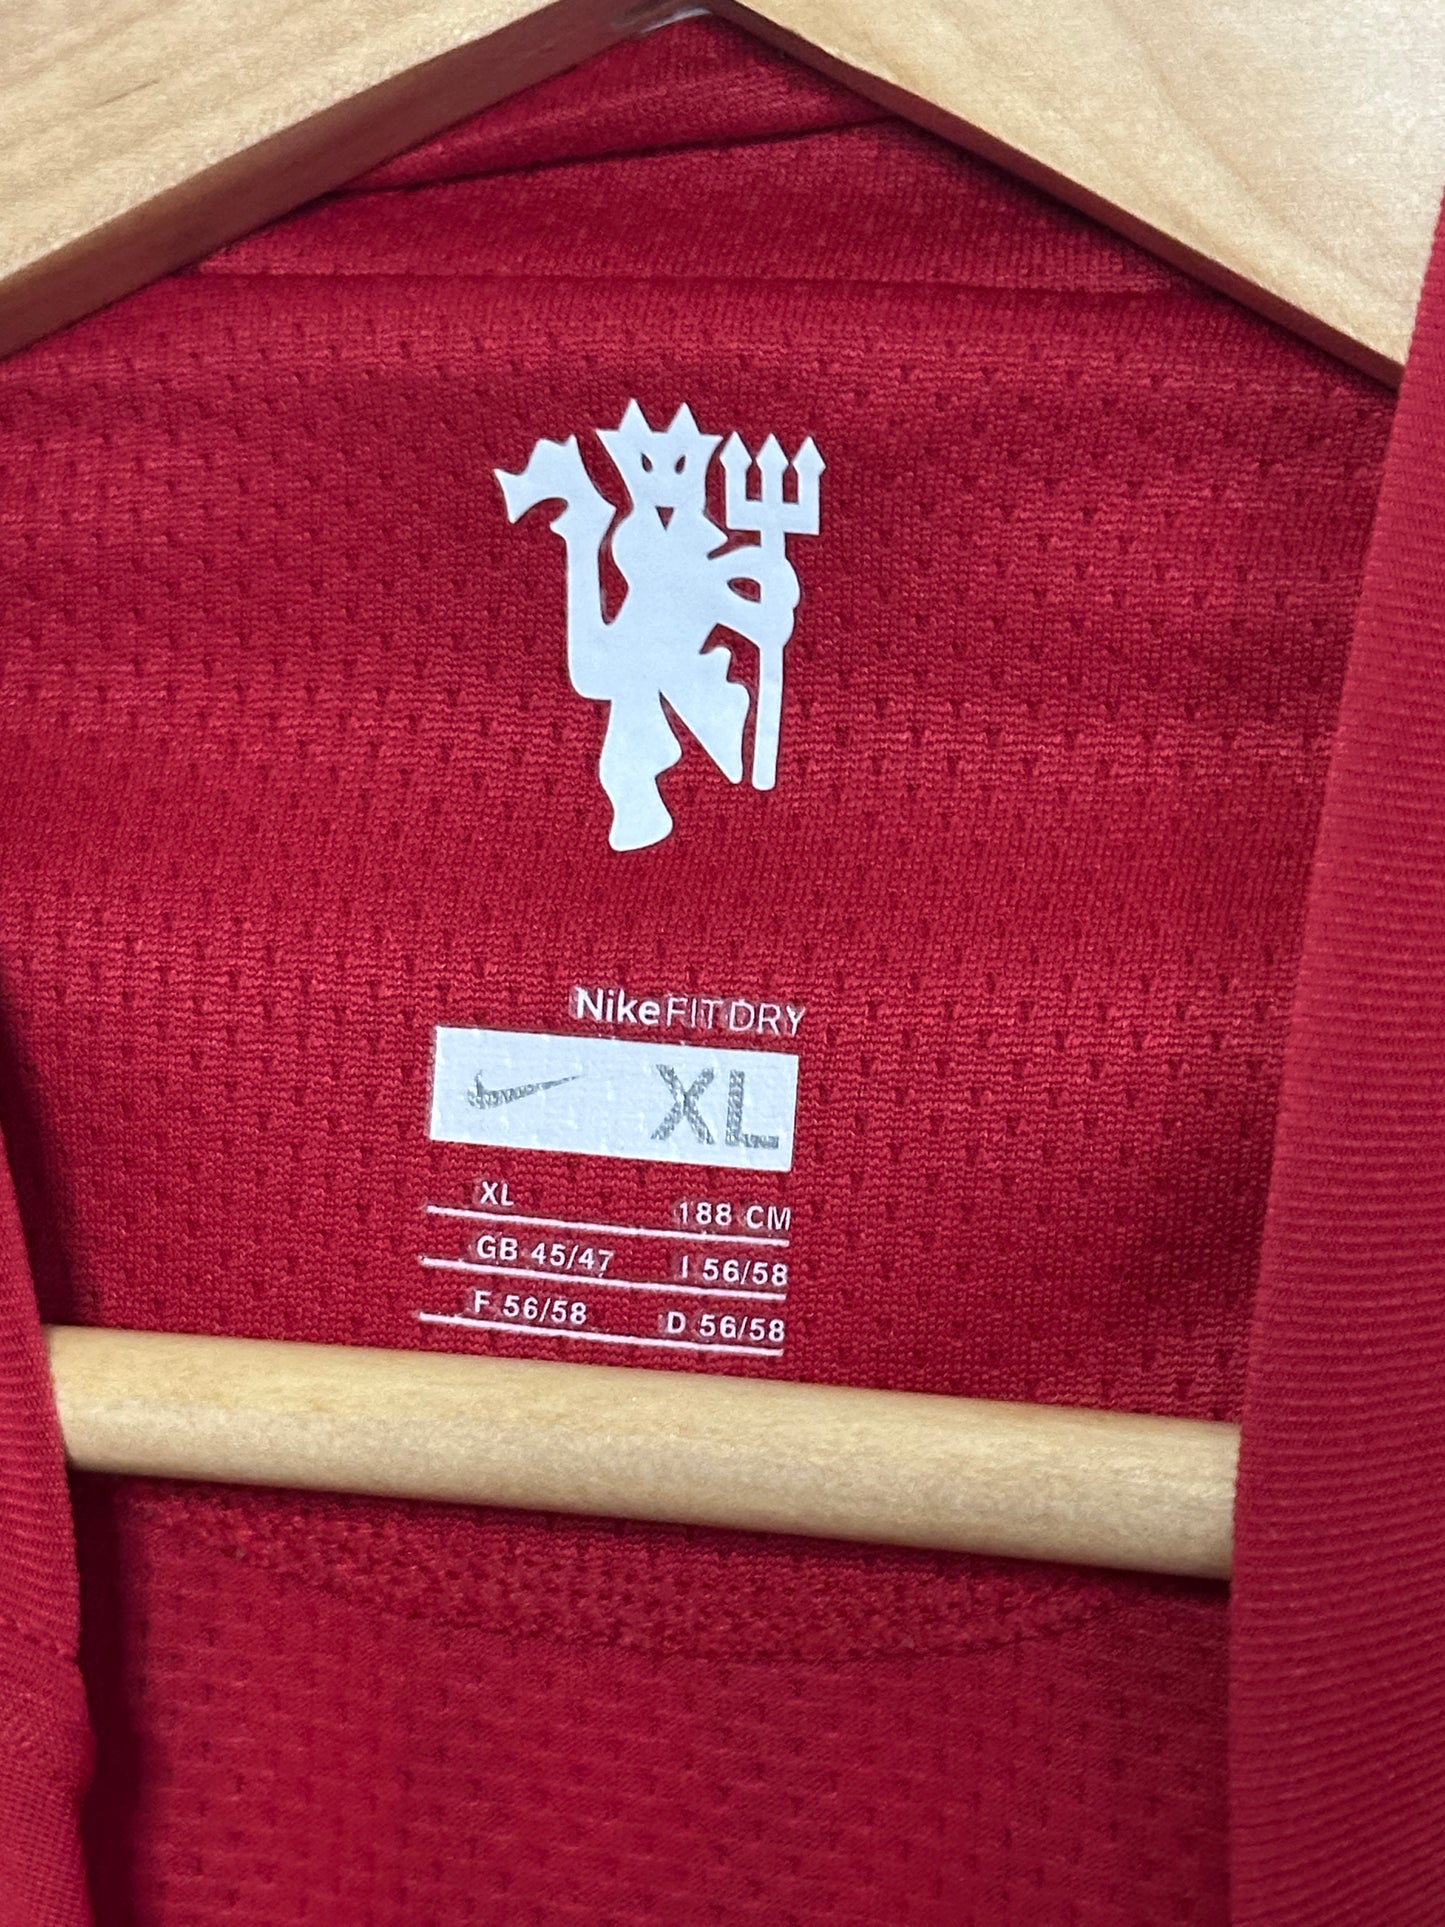 NikeFITDRY
XL
XL 188 CM
GB 45/47 I 56/58
F 56/58 D 56/58